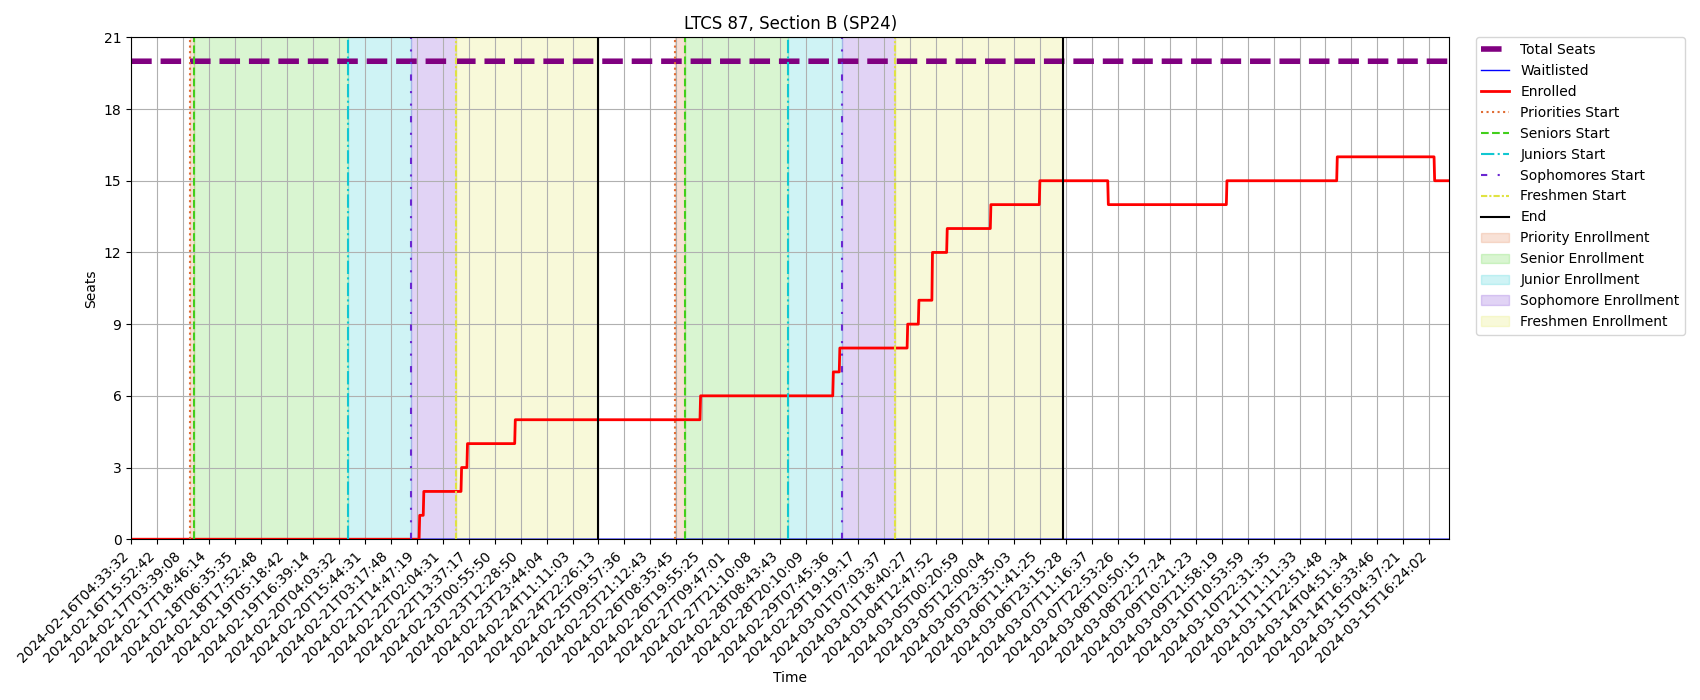 LTCS 87, Section B (SP24)
21
18
15
12
9
6
3
0
Seats
2024-02-16T04:33:32
2024-02-16T15:52:42
2024-02-17T03:39:08
2024-02-17T18:46:14
2024-02-18T06:35:35
2024-02-18T17:52:48
2024-02-19T05:18:42
2024-02-19T16:39:14
2024-02-20T04:03:32
2024-02-20T15:44:31
2024-02-21T03:17:48
2024-02-21T14:47:19
2024-02-22T02:04:31
2024-02-22T13:37:17
2024-02-23T00:55:50
2024-02-23T12:28:50
2024-02-23T23:44:04
2024-02-24T11:11:03
2024-02-24T22:26:13
2024-02-25T09:57:36
2024-02-25T21:12:43
2024-02-26T08:35:45
2024-02-26T19:55:25
2024-02-27T09:47:01
2024-02-27T21:10:08
2024-02-28T08:43:43
2024-02-28T20:10:09
2024-02-29T07:45:36
2024-02-29T19:19:17
2024-03-01T07:03:37
2024-03-01T18:40:27
2024-03-04T12:47:52
2024-03-05T00:20:59
2024-03-05T12:00:04
2024-03-05T23:35:03
2024-03-06T11:41:25
2024-03-06T23:15:28
2024-03-07T11:16:37
2024-03-07T22:53:26
2024-03-08T10:50:15
2024-03-08T22:27:24
2024-03-09T10:21:23
2024-03-09T21:58:19
2024-03-10T10:53:59
2024-03-10T22:31:35
2024-03-11T11:11:33
2024-03-11T22:51:48
2024-03-14T04:51:34
2024-03-14T16:33:46
2024-03-15T04:37:21
2024-03-15T16:24:02
Time
Total Seats
Waitlisted
Enrolled
Priorities Start
Seniors Start
Juniors Start
Sophomores Start
Freshmen Start
End
Priority Enrollment
Senior Enrollment
Junior Enrollment
Sophomore Enrollment
Freshmen Enrollment